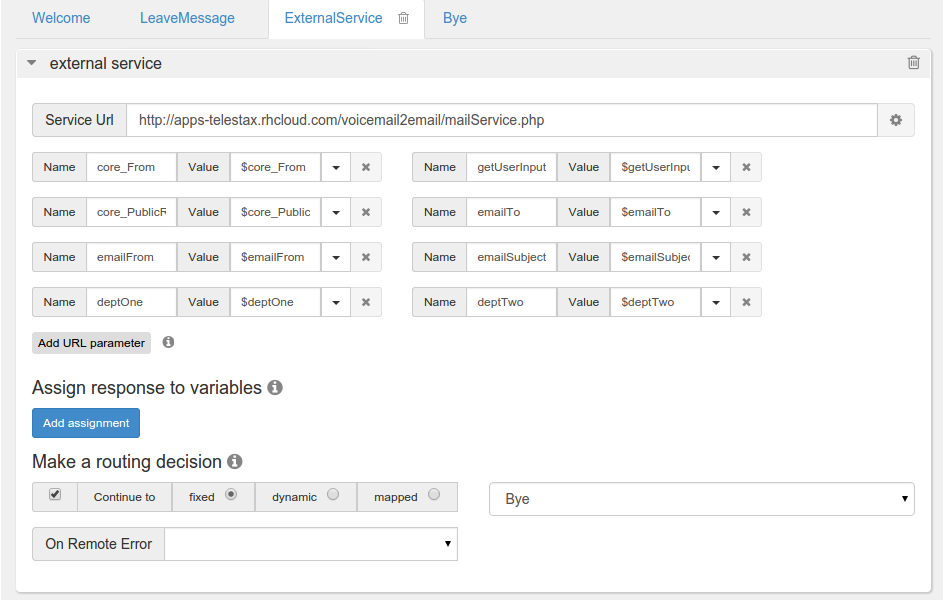 Welcome LeaveMessage ExternalService Bye
external service
Service Url http://apps-telestax.rhcloud.com/voicemail2email/mailService.php
Name core_From Value $core_From Name getUserInput Value $getUserInpu
Name core_PublicR Value $core_Public Name emailTo Value $emailTo
Name emailFrom Value $emailFrom Name emailSubject Value $emailSubjec
Name deptOne Value $deptOne Name deptTwo Value $deptTwo
Add URL parameter
Assign response to variables
Add assignment
Make a routing decision
Continue to fixed dynamic mapped Bye
On Remote Error